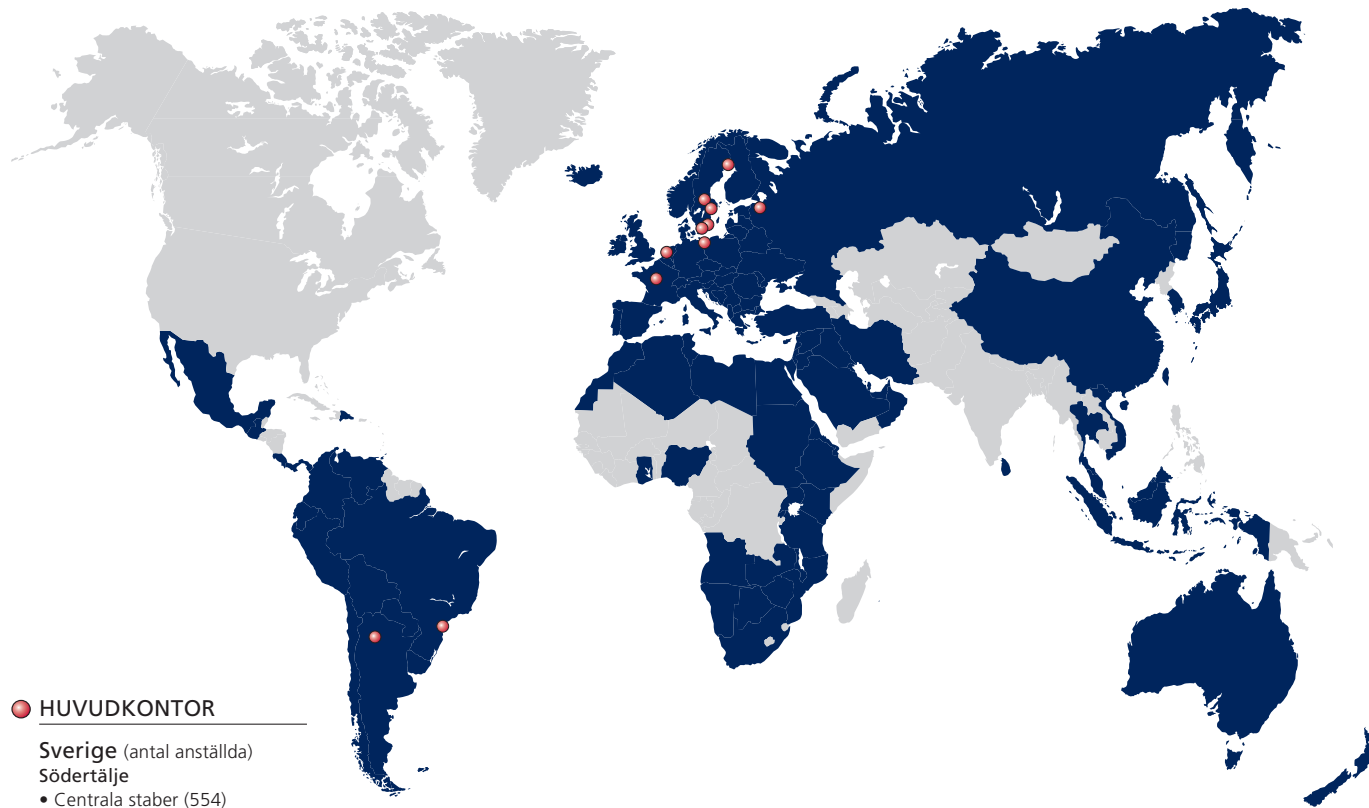 HUVUDKONTOR
Sverige (antal anställda)
Södertälje
• Centrala staber (554)